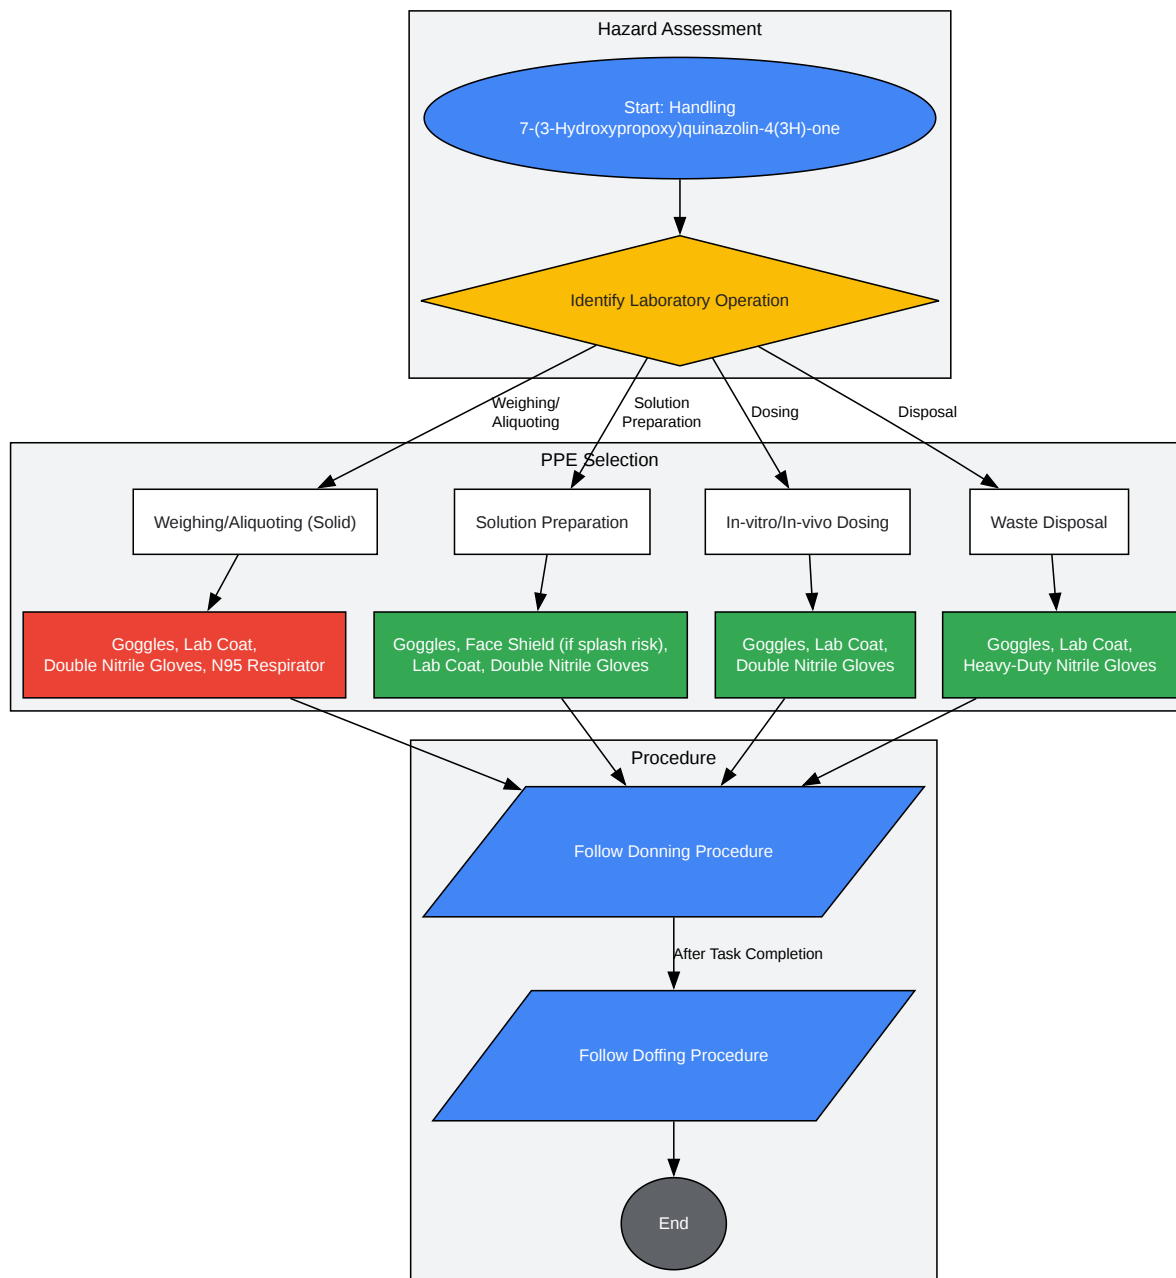 Hazard Assessment
Start: Handling
7-(3-Hydroxypropoxy)quinazolin-4(3H)-one
Identify Laboratory Operation
Weighing/
Aliquoting
Solution
Preparation
Dosing
Disposal
PPE Selection
Weighing/Aliquoting (Solid)
Solution Preparation
In-vitro/In-vivo Dosing
Waste Disposal
Goggles, Lab Coat,
Double Nitrile Gloves, N95 Respirator
Goggles, Face Shield (if splash risk),
Lab Coat, Double Nitrile Gloves
Goggles, Lab Coat,
Double Nitrile Gloves
Goggles, Lab Coat,
Heavy-Duty Nitrile Gloves
Procedure
Follow Donning Procedure
After Task Completion
Follow Doffing Procedure
End